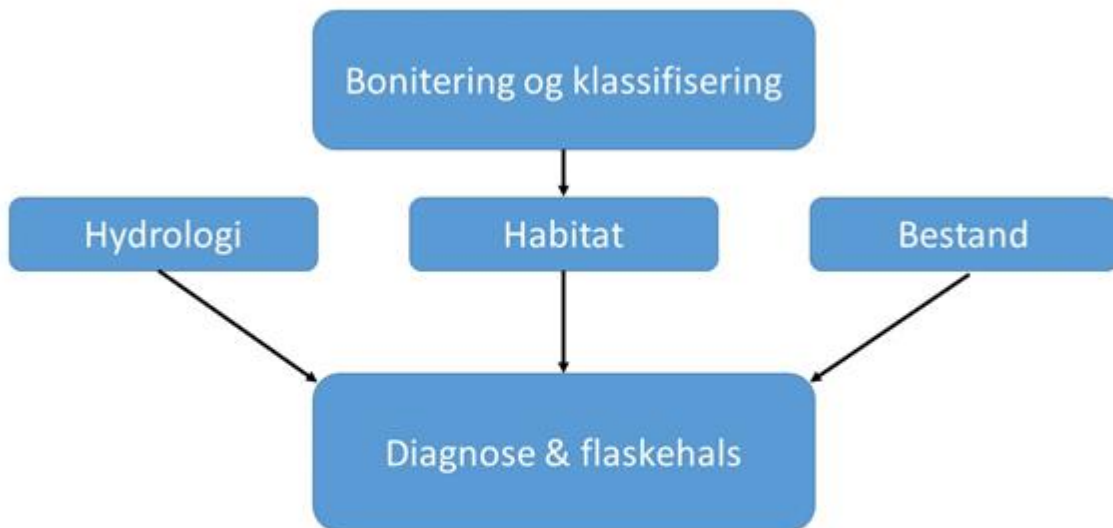 Bonitering og klassifisering
Hydrologi
Habitat
Bestand
Diagnose & flaskehals